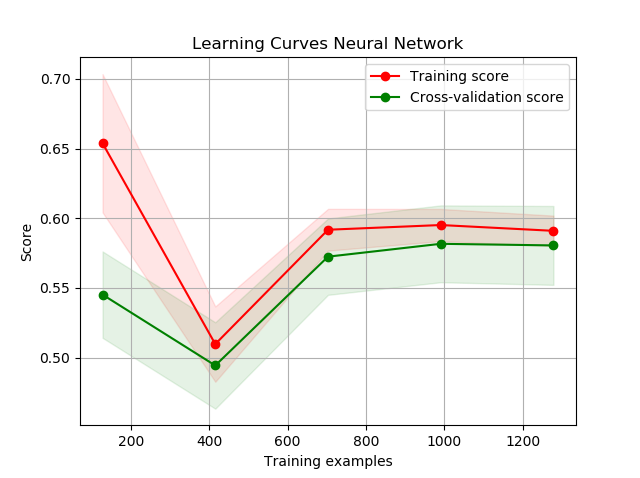 Learning Curves Neural Network
Training score
Cross-validation score
0.70
0.65
0.60
0.55
0.50
Score
200
400
600
800
1000
1200
Training examples